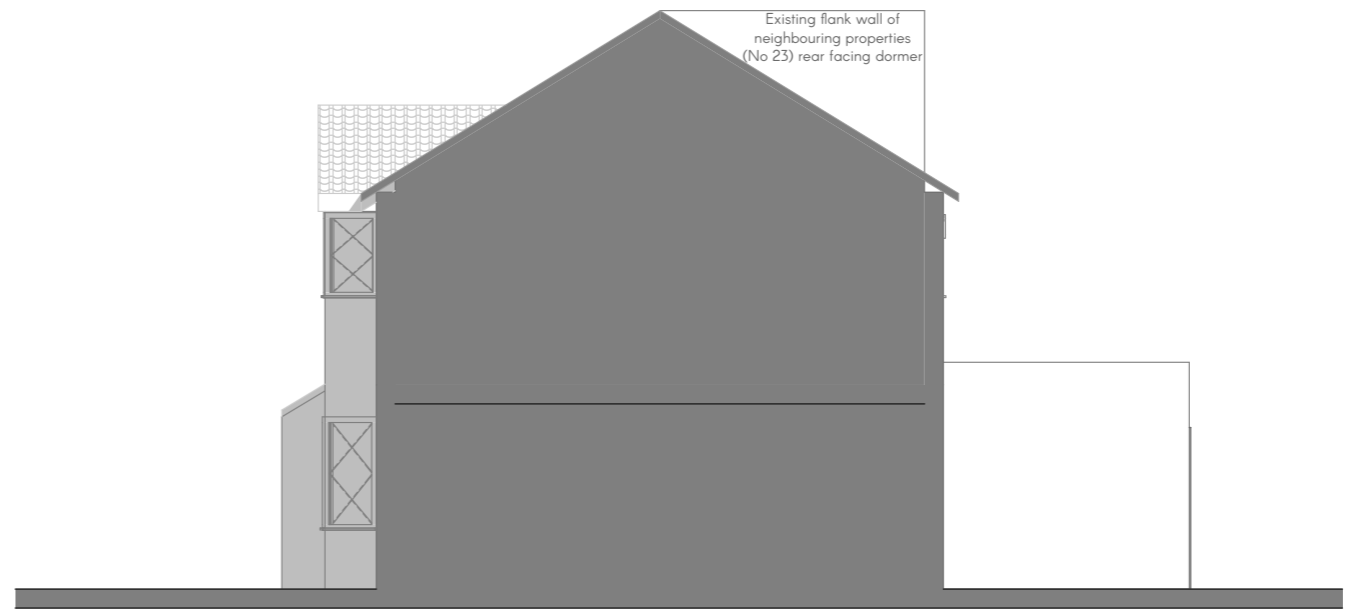 Existing flank wall of
neighbouring properties
(No 23) rear facing dormer